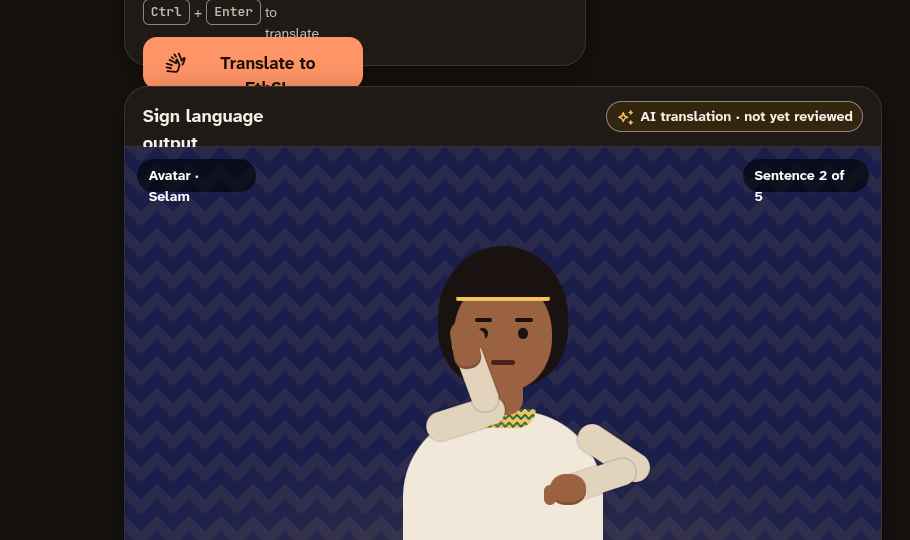 Ctrl + Enter to
translate
Translate to
EthSL
Sign language
output
AI translation · not yet reviewed
Avatar ·
Selam
Sentence 2 of
5